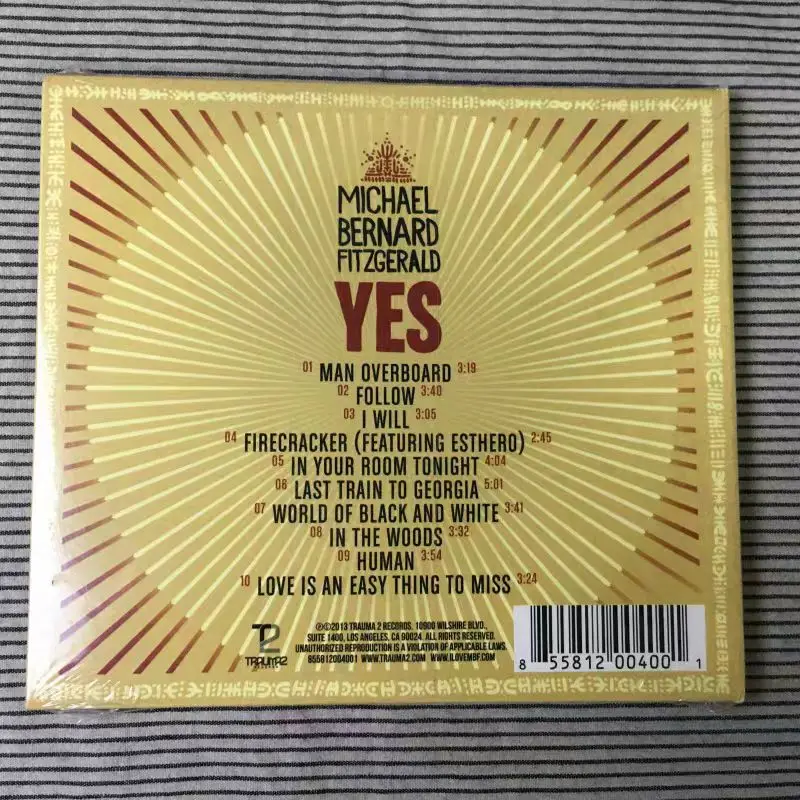 MICHAEL
BERNARD
FITZGERALD
YES
01 MAN OVERBOARD 3:19
02 FOLLOW 3:40
03 I WILL 3:05
04 FIRECRACKER (FEATURING ESTHERO) 2:45
05 IN YOUR ROOM TONIGHT 4:04
06 LAST TRAIN TO GEORGIA 5:01
07 WORLD OF BLACK AND WHITE 3:41
08 IN THE WOODS 3:32
09 HUMAN 3:54
10 LOVE IS AN EASY THING TO MISS 3:24
T2
TRAUMA2
℗©2013 TRAUMA 2 RECORDS. 10900 WILSHIRE BLVD.,
SUITE 1400, LOS ANGELES, CA 90024. ALL RIGHTS RESERVED.
UNAUTHORIZED REPRODUCTION IS A VIOLATION OF APPLICABLE LAWS.
855812004001 WWW.TRAUMA2.COM WWW.ILOVEMBF.COM
8 55812 00400 1